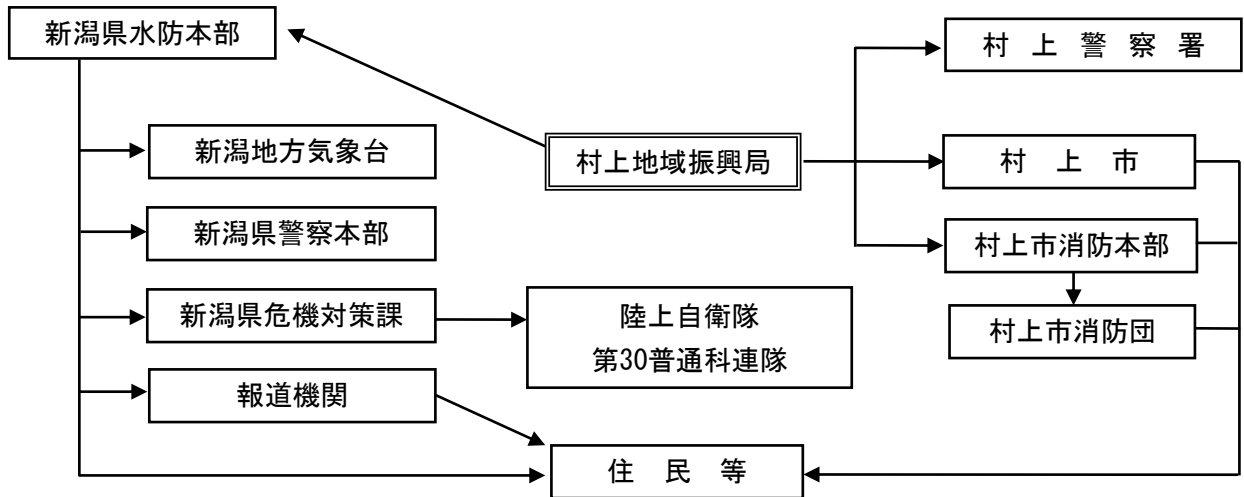 新潟県水防本部
村上警察署
新潟地方気象台
村上地域振興局
村上市
新潟県警察本部
村上市消防本部
新潟県危機対策課
陸上自衛隊
第30普通科連隊
村上市消防団
報道機関
住民等